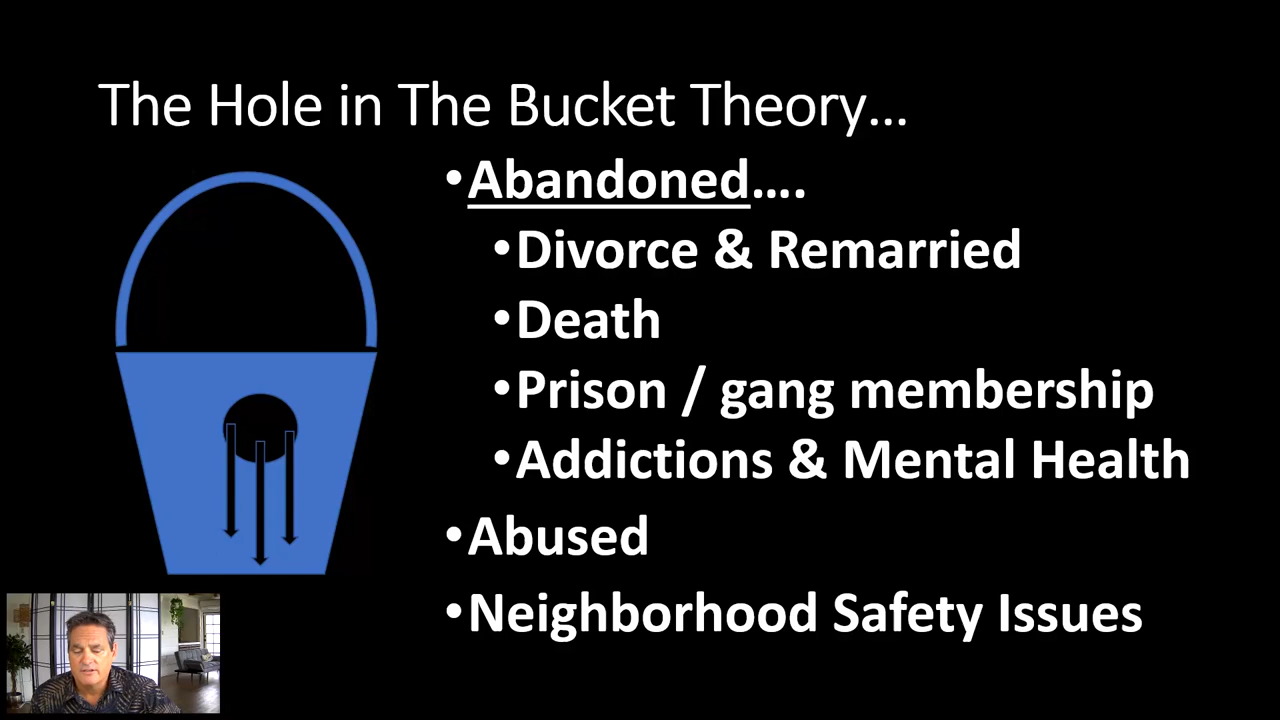 The Hole in The Bucket Theory…
•Abandoned….
•Divorce & Remarried
•Death
•Prison / gang membership
•Addictions & Mental Health
•Abused
•Neighborhood Safety Issues